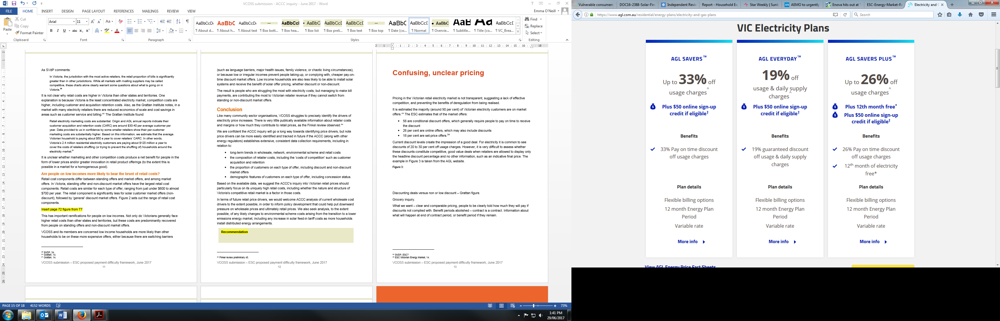 VCOSS submission - ACCC inquiry - June 2017 - Word
Emma O'Neill
FILE HOME INSERT DESIGN PAGE LAYOUT REFERENCES MAILINGS REVIEW VIEW
Paste
Cut
Copy
Format Painter
Clipboard
Arial 11
Font
Paragraph
¶ About d... ¶ About h... ¶ About text ¶ Box bott... ¶ Box hea... ¶ Box list ¶ Box preli... ¶ Box text ¶ Box top ¶ Date (co... ¶ Normal ¶ Overvie... ¶ Subtitle... ¶ Title (co... ¶ VC_Brea...
Styles
Find
Replace
Select
Editing
As SVdP comments:
In Victoria, the jurisdiction with the most active retailers, the retail proportion of bills is significantly
greater than in other jurisdictions. While all markets with rivalling suppliers may be called
competitive, these charts alone clearly warrant some questions about what is going on in
Victoria.²⁹
It is not clear why retail costs are higher in Victoria than other states and territories. One
explanation is because Victoria is the least concentrated electricity market, competition costs are
higher, including customer and acquisition retention costs. Also, as the Grattan Institute notes, in a
market with many electricity retailers there are reduced economics of scale and cost savings in
areas such as customer service and billing.³⁰ The Grattan Institute found:
Retail electricity marketing costs are substantial. Origin and AGL annual reports indicate their
customer acquisition and retention costs (CARC) are around $30-40 per average customer per
year. Data provided to us in confidence by some smaller retailers show their per-customer
marketing costs are substantially higher. Based on this information, we estimate that the average
Victorian household is paying about $50 a year to cover retailers' CARC. In other words,
Victoria's 2.4 million residential electricity customers are paying about $120 million a year to
cover the costs of retailers shuffling (or trying to prevent the shuffling of) households around the
electricity market.³¹
It is unclear whether marketing and other competition costs produce a net benefit for people in the
form of lower prices and/or greater innovation in retail product offerings (to the extent this is
possible in a market for a homogeneous good).
Are people on low incomes more likely to bear the brunt of retail costs?
Retail cost components differ between standing offers and market offers, and among market
offers. In Victoria, standing offer and non-discount market offers have the largest retail cost
components. Retail costs are similar for each type of offer, ranging from just under $600 to almost
$700 per year. The retail component is significantly less for solar customer market offers (non-
discount), followed by 'general' discount market offers. Figure 2 sets out the range of retail cost
components.
Insert page 72 figure from TT
This has important ramifications for people on low incomes. Not only do Victorians generally face
higher retail costs than other states and territories, but these costs are predominantly recovered
from people on standing offers and non-discount market offers.
VCOSS and its members are concerned low income households are more likely than other
households to be on these more expensive offers, either because there are switching barriers
SVDP, 34.
Grattan, 14.
Grattan, 14.
VCOSS submission – ESC proposed payment difficulty framework, June 2017
11
(such as language barriers, major health issues, family violence, or chaotic living circumstances),
or because low or irregular incomes prevent people taking-up, or complying with, cheaper pay-on-
time discount market offers. Low income households are also less likely to be able to install solar
systems and receive the benefit of solar offer pricing, whether discount or non-discount.
The result is people who are struggling the most with electricity costs, but managing to make bill
payments, are contributing the most to Victorian retailer revenue if they cannot switch from
standing or non-discount market offers.
Conclusion
Like many community sector organisations, VCOSS struggles to precisely identify the drivers of
electricity price increases. There is very little publically available information about retailer costs
and margins or how much they contribute to retail prices, as the Finkel review observed.³²
We are confident the ACCC inquiry will go a long way towards identifying price drivers, but note
price drivers can be more easily identified and tracked in future if the ACCC (along with other
energy regulators) establishes extensive, consistent data collection requirements, including in
relation to:
• long-term trends in wholesale, network, environmental scheme and retail costs
• the composition of retailer costs, including the 'costs of competition' such as customer
acquisition and retention
• the proportion of customers on each type of offer, including discount and non-discount
market offers
• demographic features of customers on each type of offer, including concession status.
Based on the available data, we suggest the ACCC's inquiry into Victorian retail prices should
particularly focus on its uniquely high retail costs, including whether the nature and structure of
Victoria's competitive retail market is a factor in those costs.
In terms of future retail price drivers, we would welcome ACCC analysis of current wholesale cost
drivers to the extent possible, in order to inform policy development that could help put downward
pressure on wholesale prices and ultimately retail prices. We also seek analysis, to the extent
possible, of any likely changes to environmental scheme costs arising from the transition to a lower
emissions energy market, including any increase in solar feed-in tariff costs as more households
install distributed energy arrangements.
Recommendation
Finkel review preliminary 45.
VCOSS submission – ESC proposed payment difficulty framework, June 2017
12
Confusing, unclear pricing
Pricing in the Victorian retail electricity market is not transparent, suggesting a lack of effective
competition, and preventing the benefits of deregulation from being realised.
It is estimated the majority (around 90 per cent) of Victorian electricity customers are on market
offers.³³ The ESC estimates that of the market offers:
• 56 are conditional discount offers, which generally require people to pay on time to receive
the discount
• 26 per cent are online offers, which may also include discounts
• 18 per cent are set-price offers.³⁴
Current discount levels create the impression of a good deal. For electricity it is common to see
discounts of 20 to 30 per cent off usage charges. However, it is very difficult to assess whether
these discounts constitute competitive, good value deals when retailers are allowed to display only
the headline discount percentage and no other information, such as an indicative final price. The
example in Figure 3 is taken from the AGL website.
Figure 3:
Discounting deals versus non or low discount – Grattan figure.
Grocery inquiry.
What we want – clear and comparable pricing, people to be clearly told how much they will pay if
discounts not complied with. Benefit periods abolished – contract is a contract. Information about
what will happen at end of contract period, or benefit period if they remain.
SVDP, ESC?
ESC Victorian Energy Market, 14.
VCOSS submission – ESC proposed payment difficulty framework, June 2017
13
PAGE 15 OF 18 4152 WORDS
73%
1:41 PM
29/06/2017
Vulnerable consumers DOC16-2388-Solar-Fin Independent Revie Report - Household Ex Star Weekly | Sunb AEMO to urgently Enova hits out at ESC-Energy-Market-R Electricity and G
https://www.agl.com.au/residential/energy-plans/electricity-and-gas-plans
Search
VIC Electricity Plans
AGL SAVERS™
Up to 33% off
usage charges^
Plus $50 online sign-up
credit if eligible†
Benefits
33% Pay on time discount
off usage charges
Plan details
Flexible billing options
12 month Energy Plan
Period
Variable rate
More info
AGL EVERYDAY™
19% off
usage & daily supply
charges^
Plus $50 online sign-up
credit if eligible†
Benefits
19% guaranteed discount
off usage & daily supply
charges
Plan details
Flexible billing options
12 month Energy Plan
Period
Variable rate
More info
AGL SAVERS PLUS™
Up to 26% off
usage charges^
Plus 12th month free*
Plus $50 online sign-up
credit if eligible†
Benefits
26% Pay on time discount
off usage charges
12th month of electricity
free*
Plan details
Flexible billing options
12 month Energy Plan
Period
Variable rate
More info
View AGL Energy Price Fact Sheets